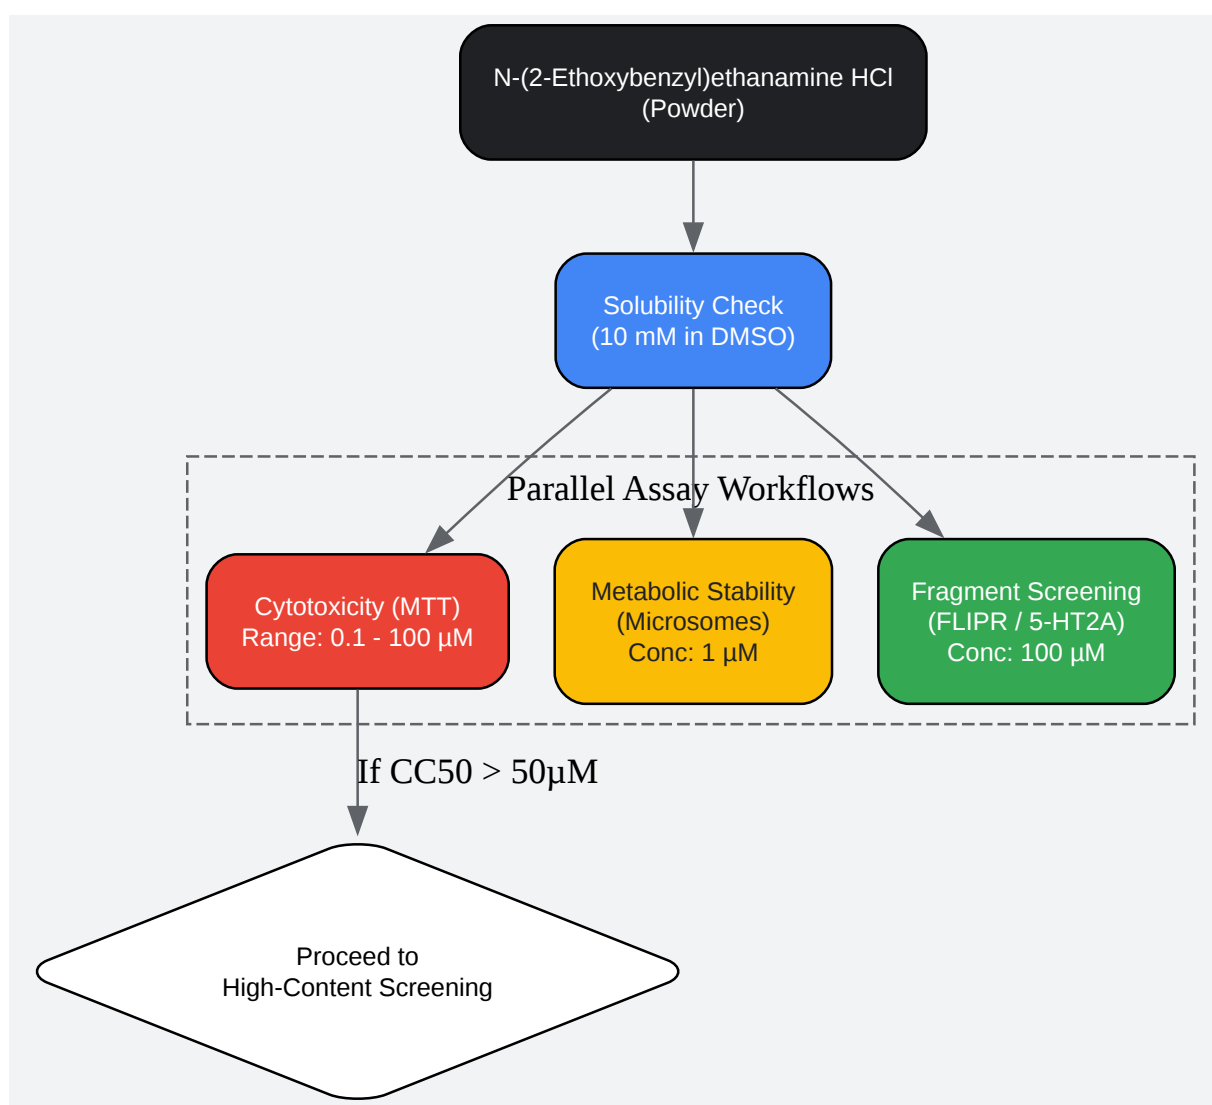 N-(2-Ethoxybenzyl)ethanamine HCl
(Powder)
Solubility Check
(10 mM in DMSO)
Parallel Assay Workflows
Cytotoxicity (MTT)
Range: 0.1 - 100 µM
Metabolic Stability
(Microsomes)
Conc: 1 µM
Fragment Screening
(FLIPR / 5-HT2A)
Conc: 100 µM
If CC50 > 50µM
Proceed to
High-Content Screening